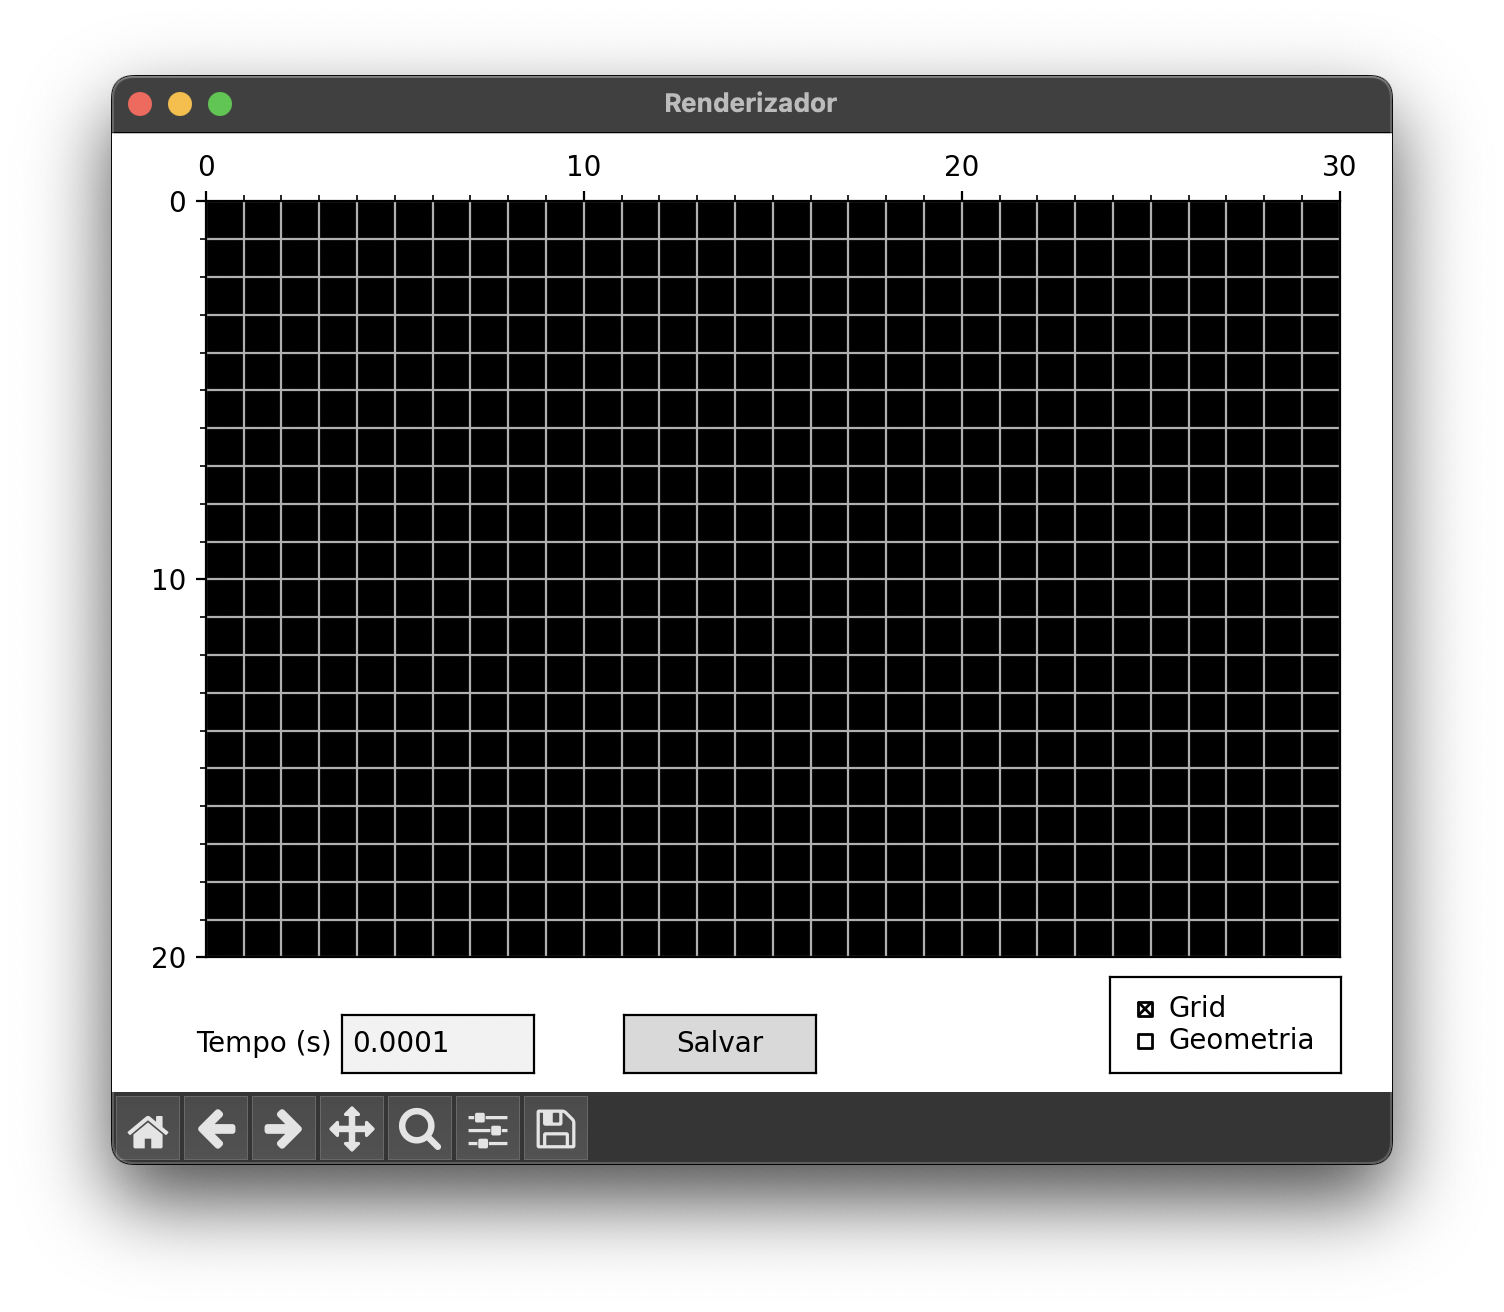 Renderizador
0 10 20 30
0
10
20
Grid
Tempo (s) 0.0001 Salvar Geometria